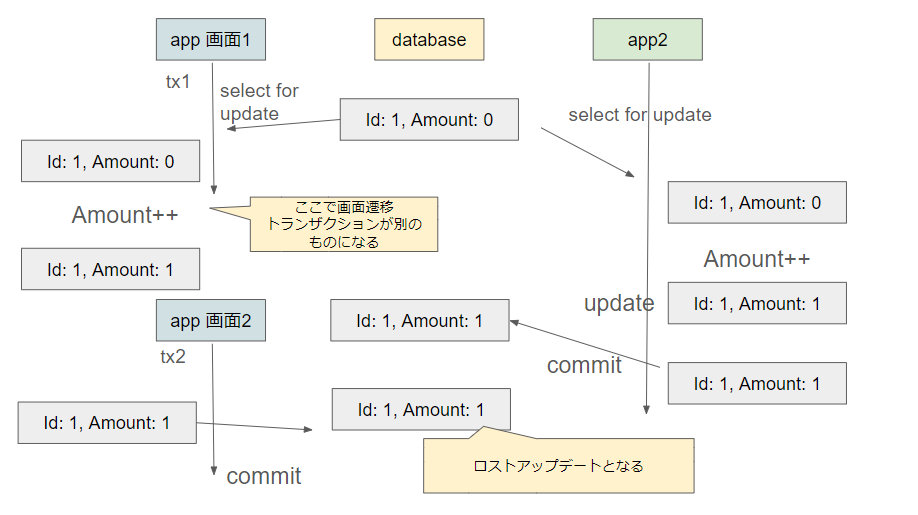 app 画面1
database
app2
tx1
select for
update
Id: 1, Amount: 0
select for update
Id: 1, Amount: 0
Id: 1, Amount: 0
Amount++
ここで画面遷移
トランザクションが別の
ものになる
Amount++
Id: 1, Amount: 1
Id: 1, Amount: 1
update
app 画面2
Id: 1, Amount: 1
tx2
commit
Id: 1, Amount: 1
Id: 1, Amount: 1
Id: 1, Amount: 1
ロストアップデートとなる
commit